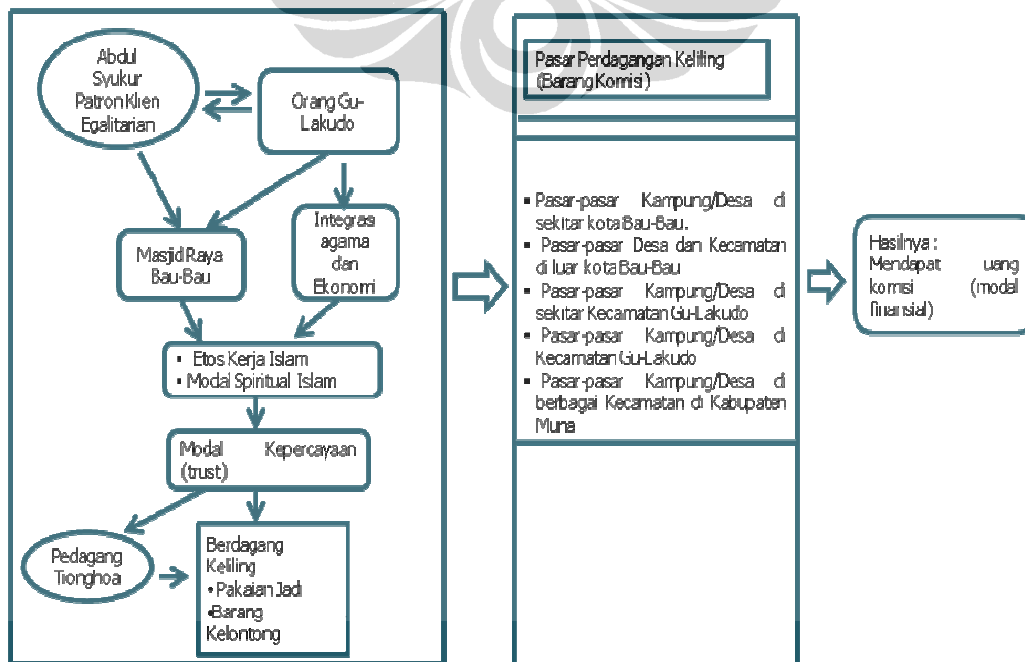 Abdul
Syukur
Patron Klien
Egalitarian
Orang Gu-
Lakudo
Masjid Raya
Bau-Bau
Integrasi
agama
dan
Ekonomi
▪ Etos Kerja Islam
▪ Modal Spiritual Islam
Modal Kepercayaan
(trust)
Pedagang
Tionghoa
Berdagang
Keliling
• Pakaian Jadi
•Barang
Kelontong
Pasar Perdagangan Keliling
(Barang Komisi)
▪ Pasar-pasar Kampung/Desa di
sekitar kota Bau-Bau.
▪ Pasar-pasar Desa dan Kecamatan
di luar kota Bau-Bau
▪ Pasar-pasar Kampung/Desa di
sekitar Kecamatan Gu-Lakudo
▪ Pasar-pasar Kampung/Desa di
Kecamatan Gu-Lakudo
▪ Pasar-pasar Kampung/Desa di
berbagai Kecamatan di Kabupaten
Muna
Hasilnya :
Mendapat uang
komisi (modal
finansial)